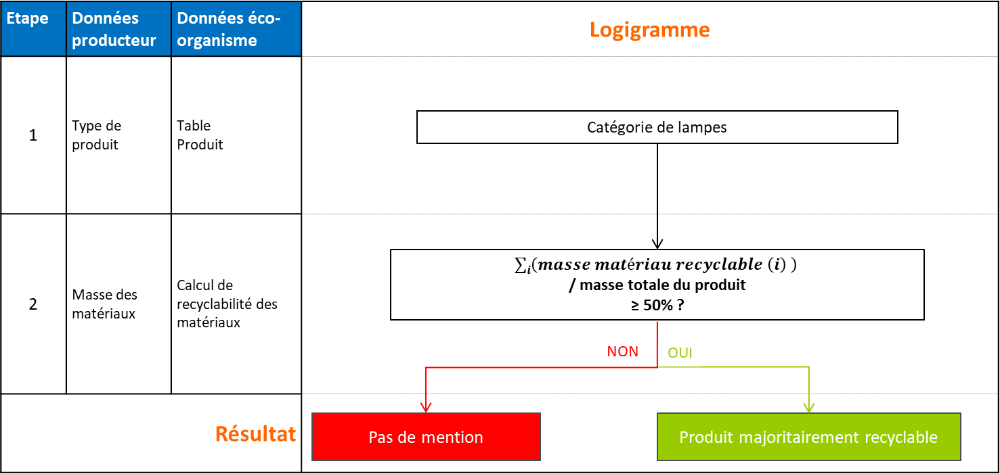 Etape
Données
producteur
Données éco-
organisme
Logigramme
1
Type de
produit
Table
Produit
Catégorie de lampes
2
Masse des
matériaux
Calcul de
recyclabilité des
matériaux
∑ᵢ(masse matériau recyclable (i) )
/ masse totale du produit
≥ 50% ?
NON
OUI
Résultat
Pas de mention
Produit majoritairement recyclable